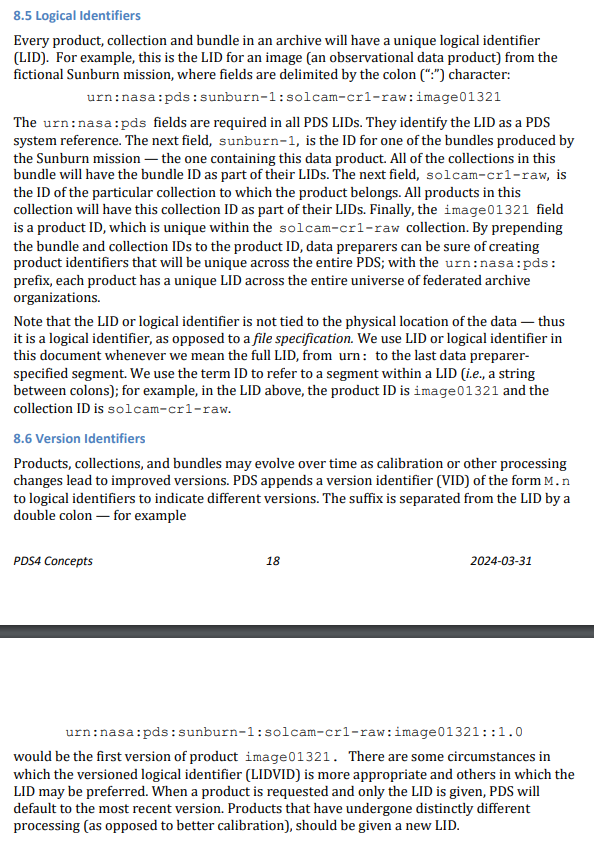 8.5 Logical Identifiers
Every product, collection and bundle in an archive will have a unique logical identifier
(LID).  For example, this is the LID for an image (an observational data product) from the
fictional Sunburn mission, where fields are delimited by the colon (“:”) character:
urn:nasa:pds:sunburn-1:solcam-cr1-raw:image01321
The urn:nasa:pds fields are required in all PDS LIDs. They identify the LID as a PDS
system reference. The next field, sunburn-1, is the ID for one of the bundles produced by
the Sunburn mission — the one containing this data product. All of the collections in this
bundle will have the bundle ID as part of their LIDs. The next field, solcam-cr1-raw, is
the ID of the particular collection to which the product belongs. All products in this
collection will have this collection ID as part of their LIDs. Finally, the image01321 field
is a product ID, which is unique within the solcam-cr1-raw collection. By prepending
the bundle and collection IDs to the product ID, data preparers can be sure of creating
product identifiers that will be unique across the entire PDS; with the urn:nasa:pds:
prefix, each product has a unique LID across the entire universe of federated archive
organizations.
Note that the LID or logical identifier is not tied to the physical location of the data — thus
it is a logical identifier, as opposed to a file specification. We use LID or logical identifier in
this document whenever we mean the full LID, from urn: to the last data preparer-
specified segment. We use the term ID to refer to a segment within a LID (i.e., a string
between colons); for example, in the LID above, the product ID is image01321 and the
collection ID is solcam-cr1-raw.
8.6 Version Identifiers
Products, collections, and bundles may evolve over time as calibration or other processing
changes lead to improved versions. PDS appends a version identifier (VID) of the form M.n
to logical identifiers to indicate different versions. The suffix is separated from the LID by a
double colon — for example
PDS4 Concepts 18 2024-03-31
urn:nasa:pds:sunburn-1:solcam-cr1-raw:image01321::1.0
would be the first version of product image01321. There are some circumstances in
which the versioned logical identifier (LIDVID) is more appropriate and others in which the
LID may be preferred. When a product is requested and only the LID is given, PDS will
default to the most recent version. Products that have undergone distinctly different
processing (as opposed to better calibration), should be given a new LID.